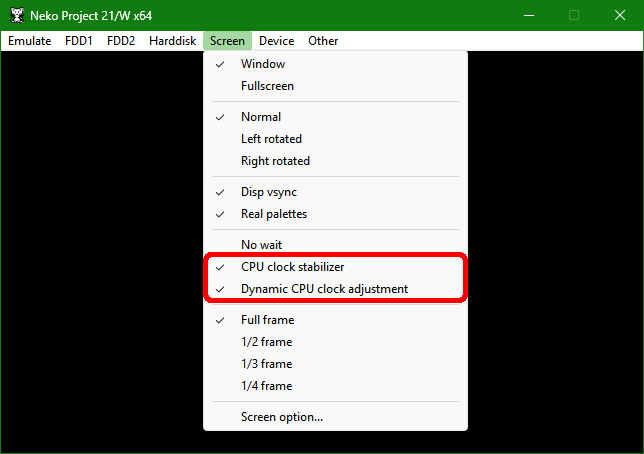 Neko Project 21/W x64
Emulate FDD1 FDD2 Harddisk Screen Device Other
Window
Fullscreen
Normal
Left rotated
Right rotated
Disp vsync
Real palettes
No wait
CPU clock stabilizer
Dynamic CPU clock adjustment
Full frame
1/2 frame
1/3 frame
1/4 frame
Screen option...